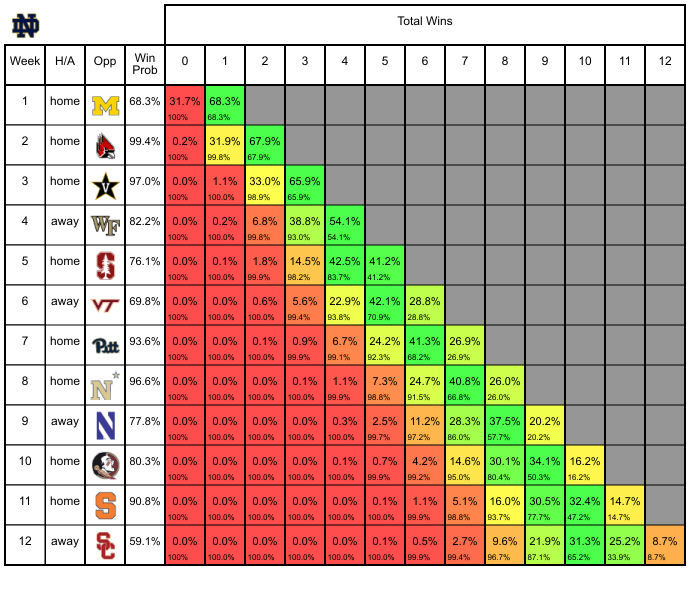 ND
Total Wins
Week H/A Opp Win Prob 0 1 2 3 4 5 6 7 8 9 10 11 12
1 home M 68.3% 31.7% 68.3%
100% 68.3%
2 home 99.4% 0.2% 31.9% 67.9%
100% 99.8% 67.9%
3 home V 97.0% 0.0% 1.1% 33.0% 65.9%
100% 100.0% 98.9% 65.9%
4 away WF 82.2% 0.0% 0.2% 6.8% 38.8% 54.1%
100% 100.0% 99.8% 93.0% 54.1%
5 home S 76.1% 0.0% 0.1% 1.8% 14.5% 42.5% 41.2%
100% 100.0% 99.9% 98.2% 83.7% 41.2%
6 away VT 69.8% 0.0% 0.0% 0.6% 5.6% 22.9% 42.1% 28.8%
100% 100.0% 100.0% 99.4% 93.8% 70.9% 28.8%
7 home Pitt 93.6% 0.0% 0.0% 0.1% 0.9% 6.7% 24.2% 41.3% 26.9%
100% 100.0% 100.0% 100.0% 99.1% 92.3% 68.2% 26.9%
8 home N 96.6% 0.0% 0.0% 0.0% 0.1% 1.1% 7.3% 24.7% 40.8% 26.0%
100% 100.0% 100.0% 100.0% 99.9% 98.8% 91.5% 66.8% 26.0%
9 away N 77.8% 0.0% 0.0% 0.0% 0.0% 0.3% 2.5% 11.2% 28.3% 37.5% 20.2%
100% 100.0% 100.0% 100.0% 100.0% 99.7% 97.2% 86.0% 57.7% 20.2%
10 home 80.3% 0.0% 0.0% 0.0% 0.0% 0.1% 0.7% 4.2% 14.6% 30.1% 34.1% 16.2%
100% 100.0% 100.0% 100.0% 100.0% 99.9% 99.2% 95.0% 80.4% 50.3% 16.2%
11 home S 90.8% 0.0% 0.0% 0.0% 0.0% 0.0% 0.1% 1.1% 5.1% 16.0% 30.5% 32.4% 14.7%
100% 100.0% 100.0% 100.0% 100.0% 100.0% 99.9% 98.8% 93.7% 77.7% 47.2% 14.7%
12 away SC 59.1% 0.0% 0.0% 0.0% 0.0% 0.0% 0.1% 0.5% 2.7% 9.6% 21.9% 31.3% 25.2% 8.7%
100% 100.0% 100.0% 100.0% 100.0% 100.0% 99.9% 99.4% 96.7% 87.1% 65.2% 33.9% 8.7%